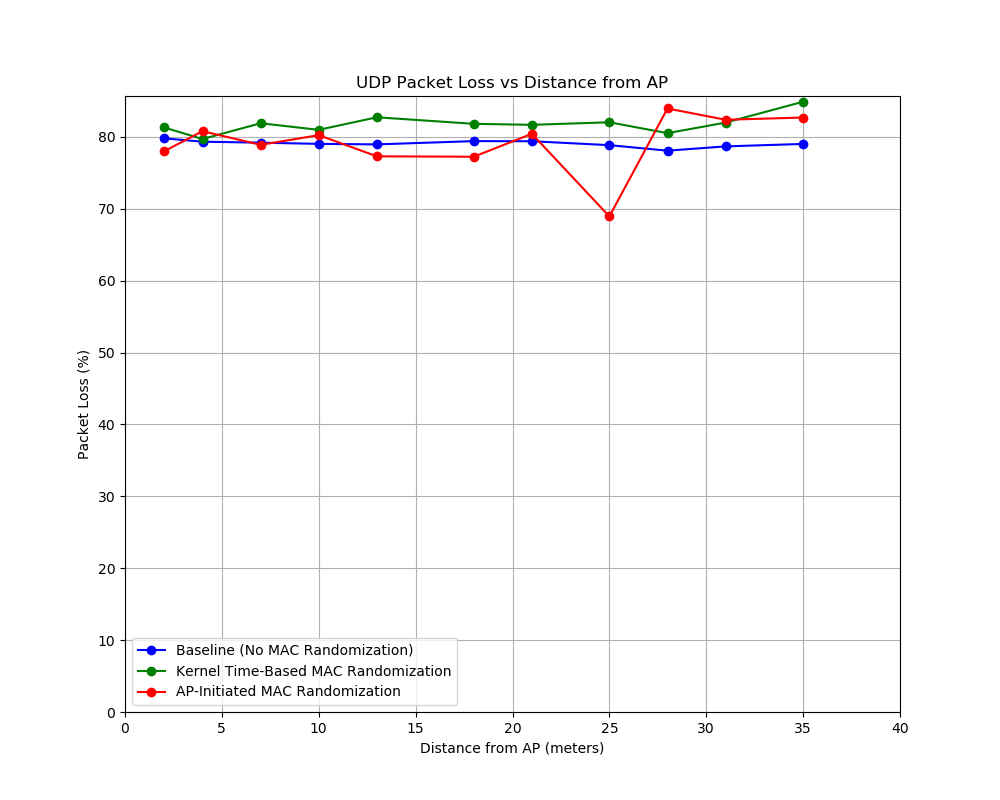 UDP Packet Loss vs Distance from AP
Packet Loss (%)
80
70
60
50
40
30
20
10
0
Baseline (No MAC Randomization)
Kernel Time-Based MAC Randomization
AP-Initiated MAC Randomization
0 5 10 15 20 25 30 35 40
Distance from AP (meters)